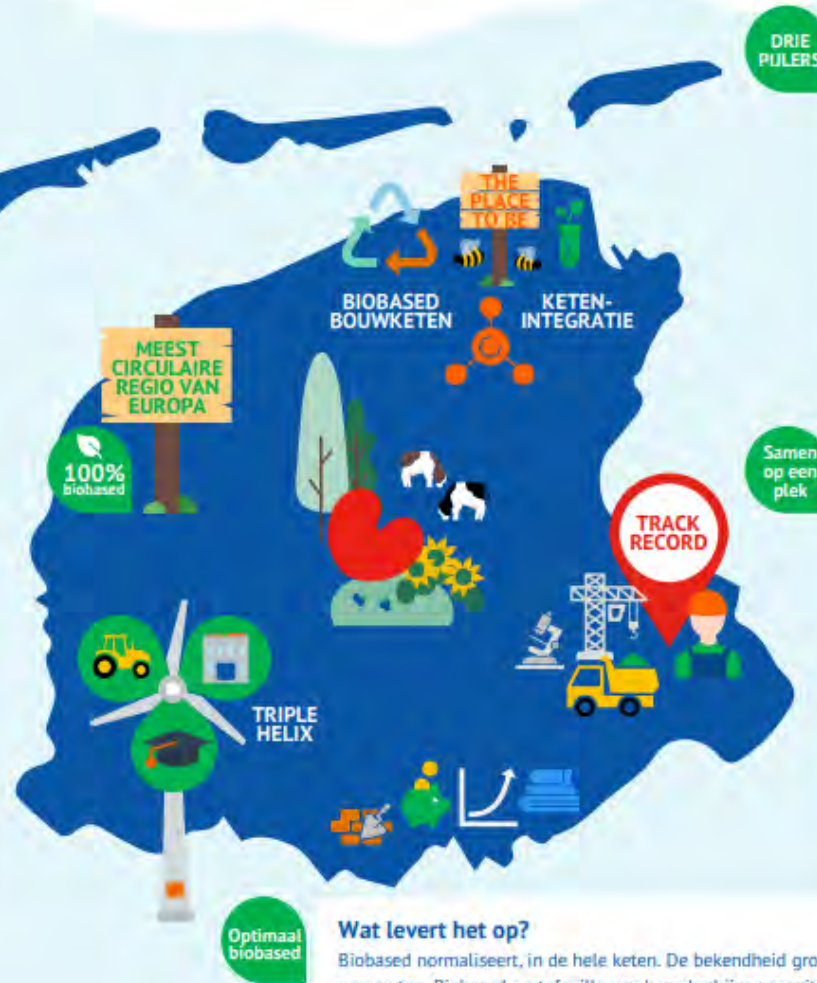 DRIE
PIJLERS
THE
PLACE
TO BE
BIOBASED
BOUWKETEN
KETEN-
INTEGRATIE
MEEST
CIRCULAIRE
REGIO VAN
EUROPA
100%
biobased
Samen
op een
plek
TRACK
RECORD
TRIPLE
HELIX
Optimaal
biobased
Wat levert het op?
Biobased normaliseert, in de hele keten. De bekendheid gro